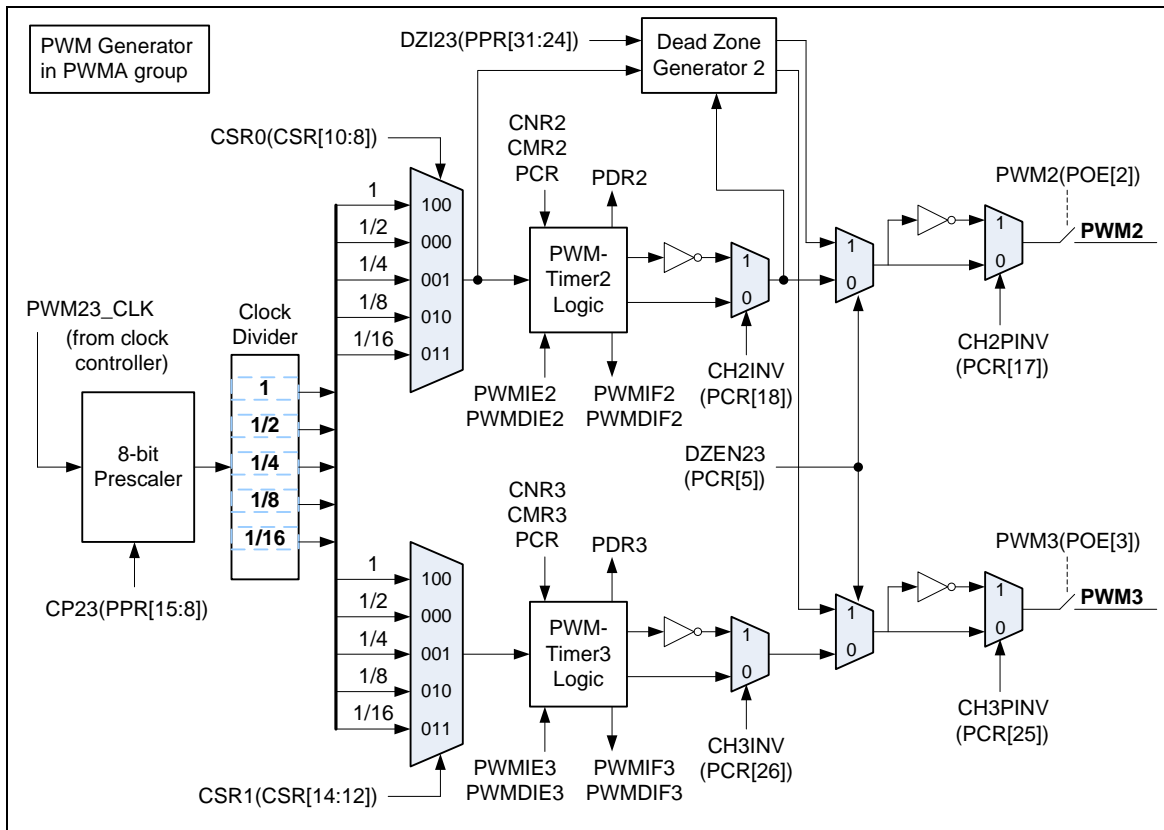 PWM Generator
in PWMA group
DZI23(PPR[31:24])
Dead Zone
Generator 2
CSR0(CSR[10:8])
CNR2
CMR2
PCR
PDR2
PWM2(POE[2])
1
1/2
1/4
1/8
1/16
100
000
001
010
011
PWM-
Timer2
Logic
1
0
1
0
1
0
PWM2
PWM23_CLK
(from clock
controller)
Clock
Divider
PWMIE2
PWMDIE2
PWMIF2
PWMDIF2
CH2INV
(PCR[18])
CH2PINV
(PCR[17])
8-bit
Prescaler
1
1/2
1/4
1/8
1/16
DZEN23
(PCR[5])
CNR3
CMR3
PCR
PDR3
PWM3(POE[3])
CP23(PPR[15:8])
1
1/2
1/4
1/8
1/16
100
000
001
010
011
PWM-
Timer3
Logic
1
0
1
0
1
0
PWM3
PWMIE3
PWMDIE3
PWMIF3
PWMDIF3
CH3INV
(PCR[26])
CH3PINV
(PCR[25])
CSR1(CSR[14:12])